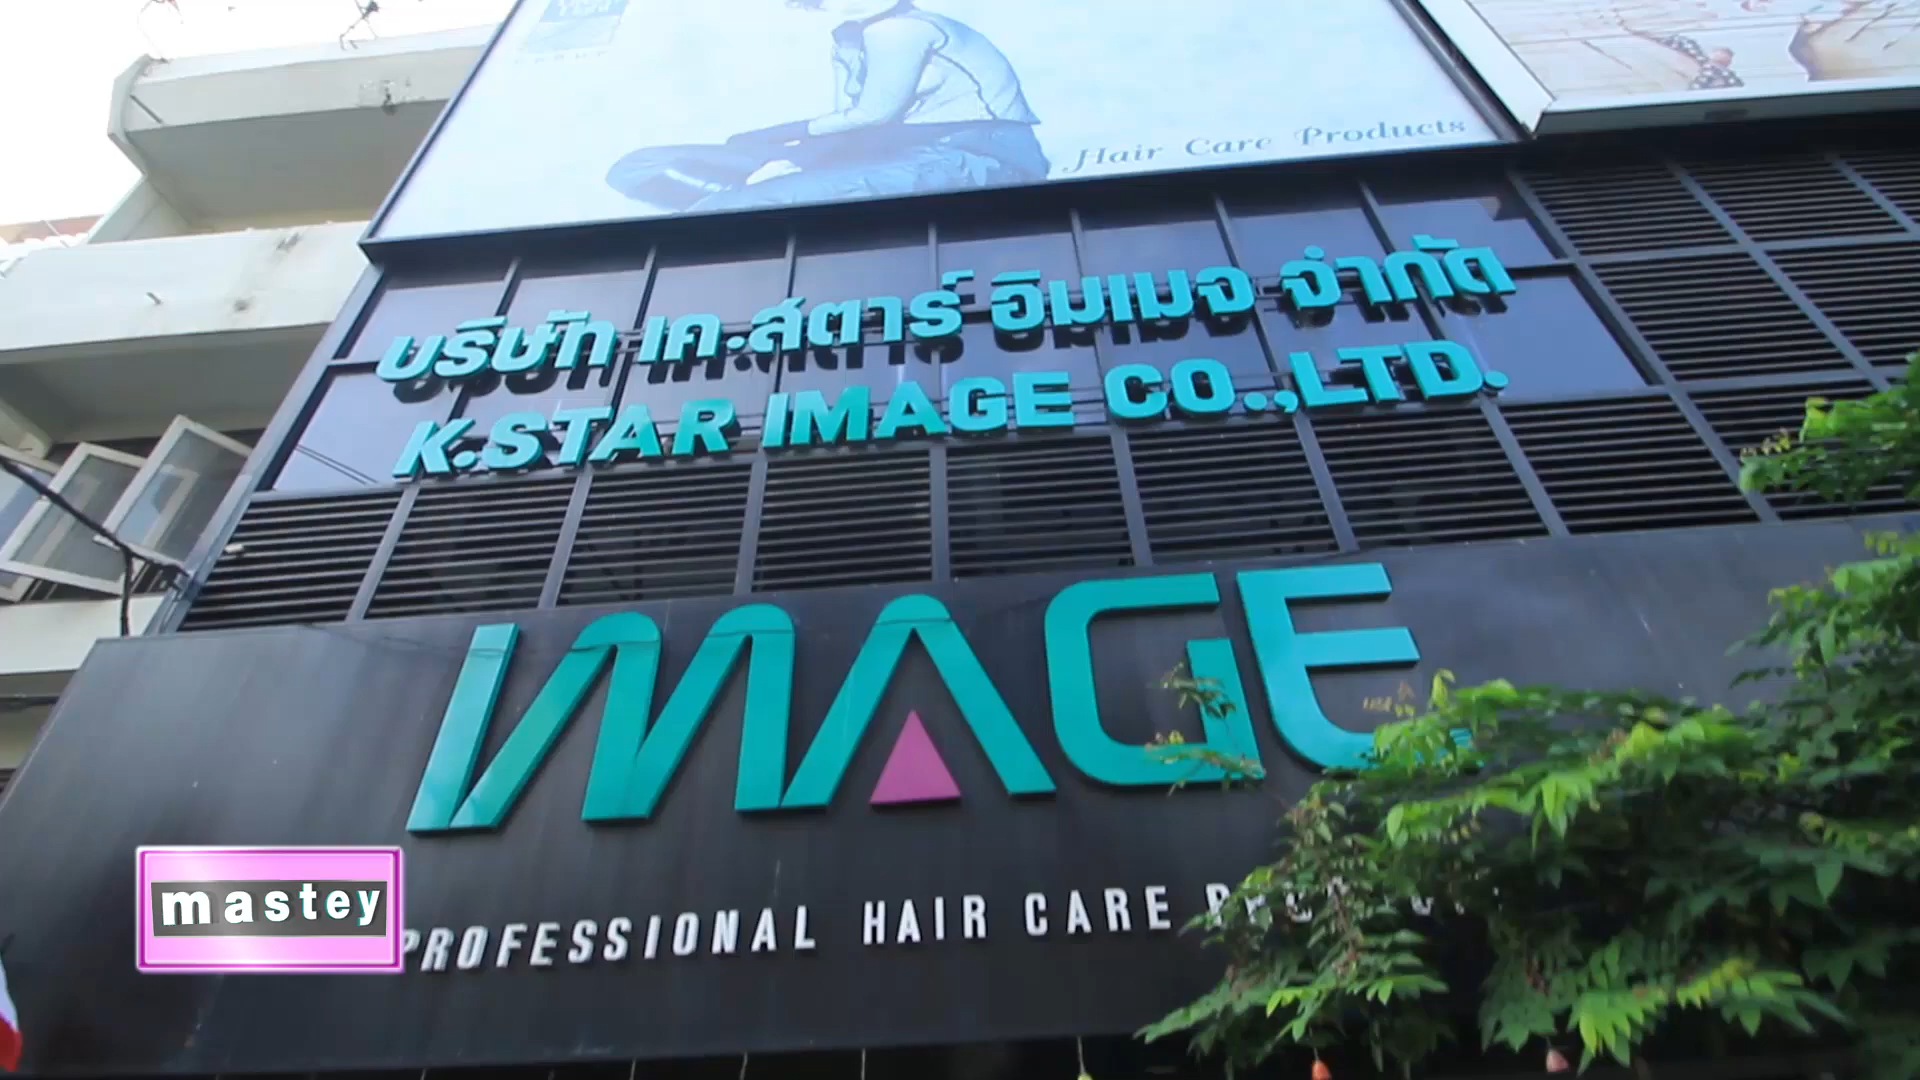 Hair Care Products
บริษัท เค.สตาร์ อิมเมจ จำกัด
K.STAR IMAGE CO.,LTD.
IMAGE
PROFESSIONAL HAIR CARE
mastey